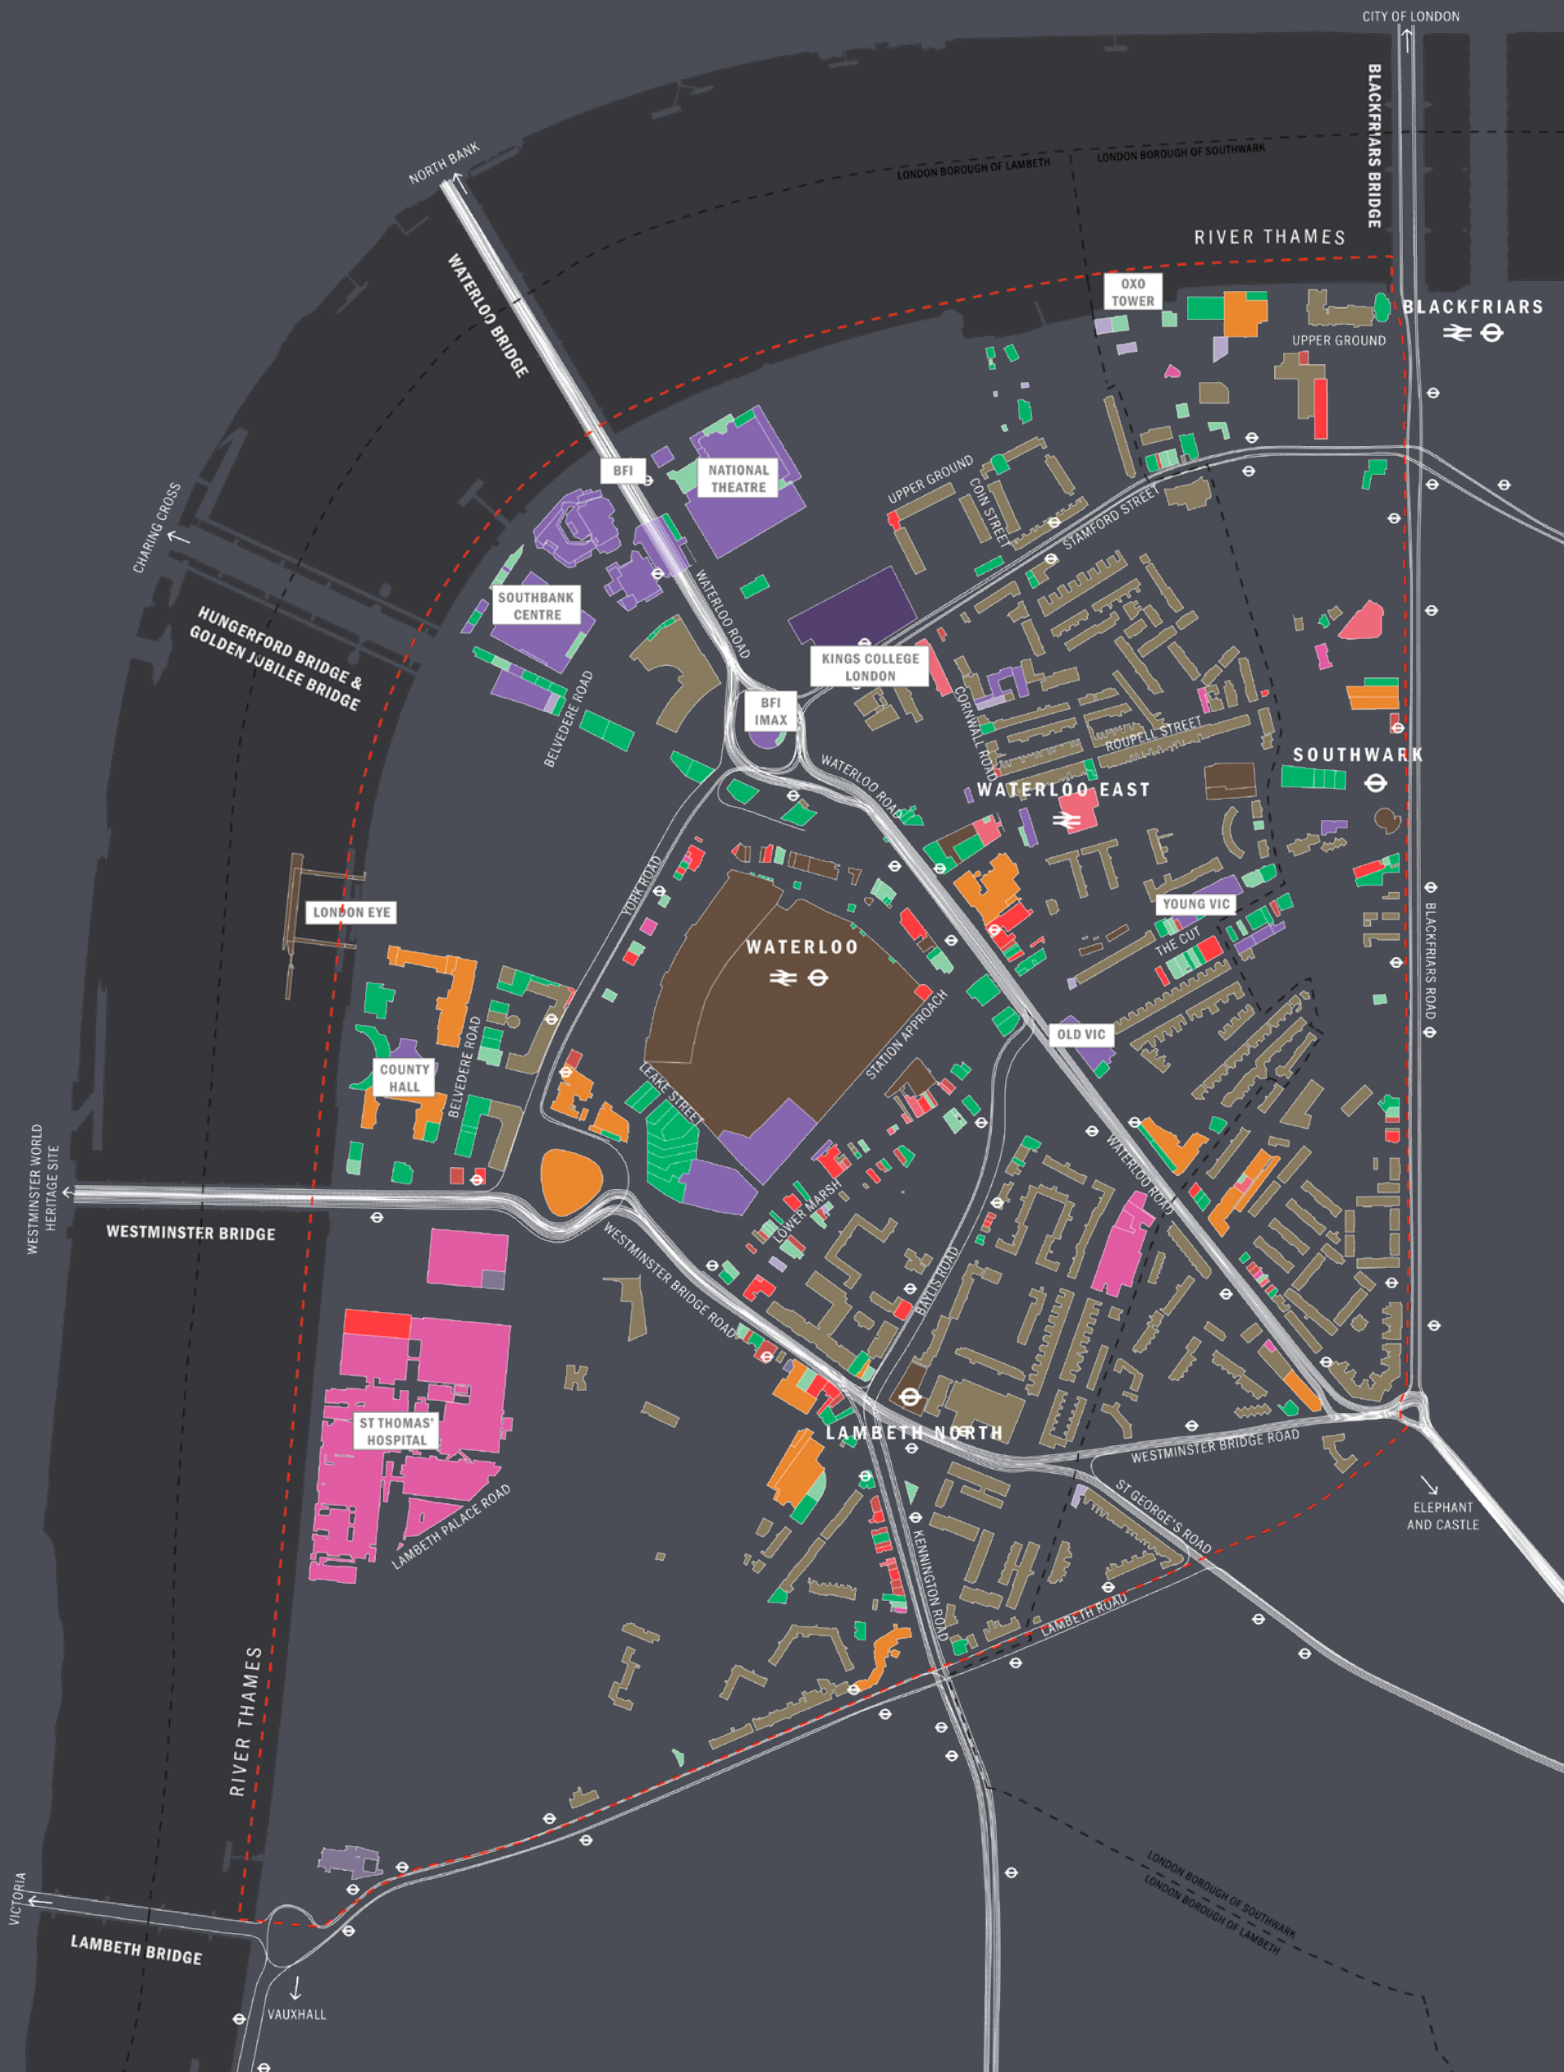 CITY OF LONDON
BLACKFRIARS BRIDGE
NORTH BANK
LONDON BOROUGH OF LAMBETH
LONDON BOROUGH OF SOUTHWARK
RIVER THAMES
WATERLOO BRIDGE
OXO
TOWER
BLACKFRIARS
UPPER GROUND
BFI
NATIONAL
THEATRE
UPPER GROUND
COIN STREET
STAMFORD STREET
CHARING CROSS
HUNGERFORD BRIDGE &
GOLDEN JUBILEE BRIDGE
SOUTHBANK
CENTRE
WATERLOO ROAD
KINGS COLLEGE
LONDON
BELVEDERE ROAD
BFI
IMAX
CORNWALL ROAD
ROUPELL STREET
SOUTHWARK
WATERLOO ROAD
WATERLOO EAST
YORK ROAD
LONDON EYE
WATERLOO
YOUNG VIC
THE CUT
BLACKFRIARS ROAD
STATION APPROACH
OLD VIC
COUNTY
HALL
BELVEDERE ROAD
LEAKE STREET
WESTMINSTER WORLD
HERITAGE SITE
WATERLOO ROAD
LOWER MARSH
WESTMINSTER BRIDGE
WESTMINSTER BRIDGE ROAD
BAYLIS ROAD
ST THOMAS'
HOSPITAL
LAMBETH NORTH
WESTMINSTER BRIDGE ROAD
LAMBETH PALACE ROAD
ST GEORGE'S ROAD
ELEPHANT
AND CASTLE
KENNINGTON ROAD
LAMBETH ROAD
RIVER THAMES
LONDON BOROUGH OF SOUTHWARK
LONDON BOROUGH OF LAMBETH
VICTORIA
LAMBETH BRIDGE
VAUXHALL